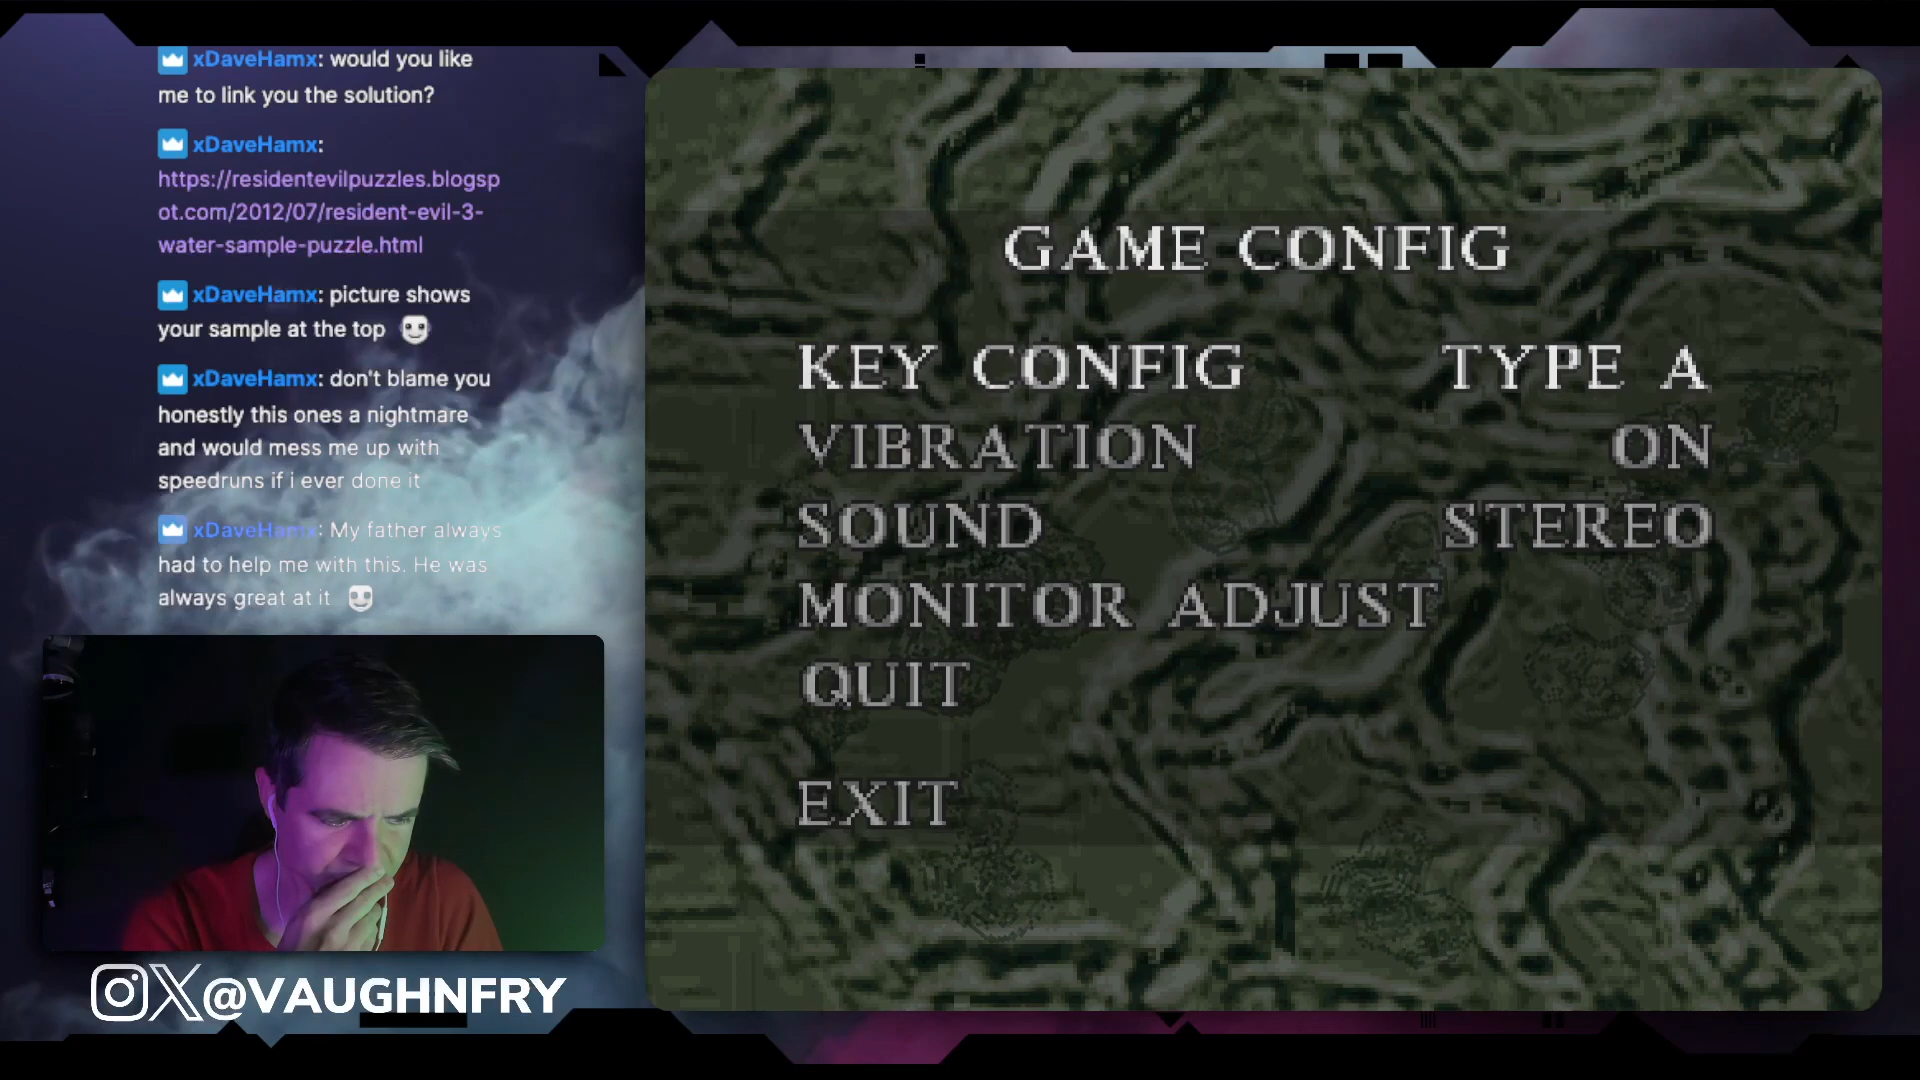 xDaveHamx: would you like
me to link you the solution?
xDaveHamx:
https://residentevilpuzzles.blogsp
ot.com/2012/07/resident-evil-3-
water-sample-puzzle.html
xDaveHamx: picture shows
your sample at the top
xDaveHamx: don't blame you
honestly this ones a nightmare
and would mess me up with
speedruns if i ever done it
xDaveHamx: My father always
had to help me with this. He was
always great at it
@VAUGHNFRY
GAME CONFIG
KEY CONFIG TYPE A
VIBRATION ON
SOUND STEREO
MONITOR ADJUST
QUIT
EXIT